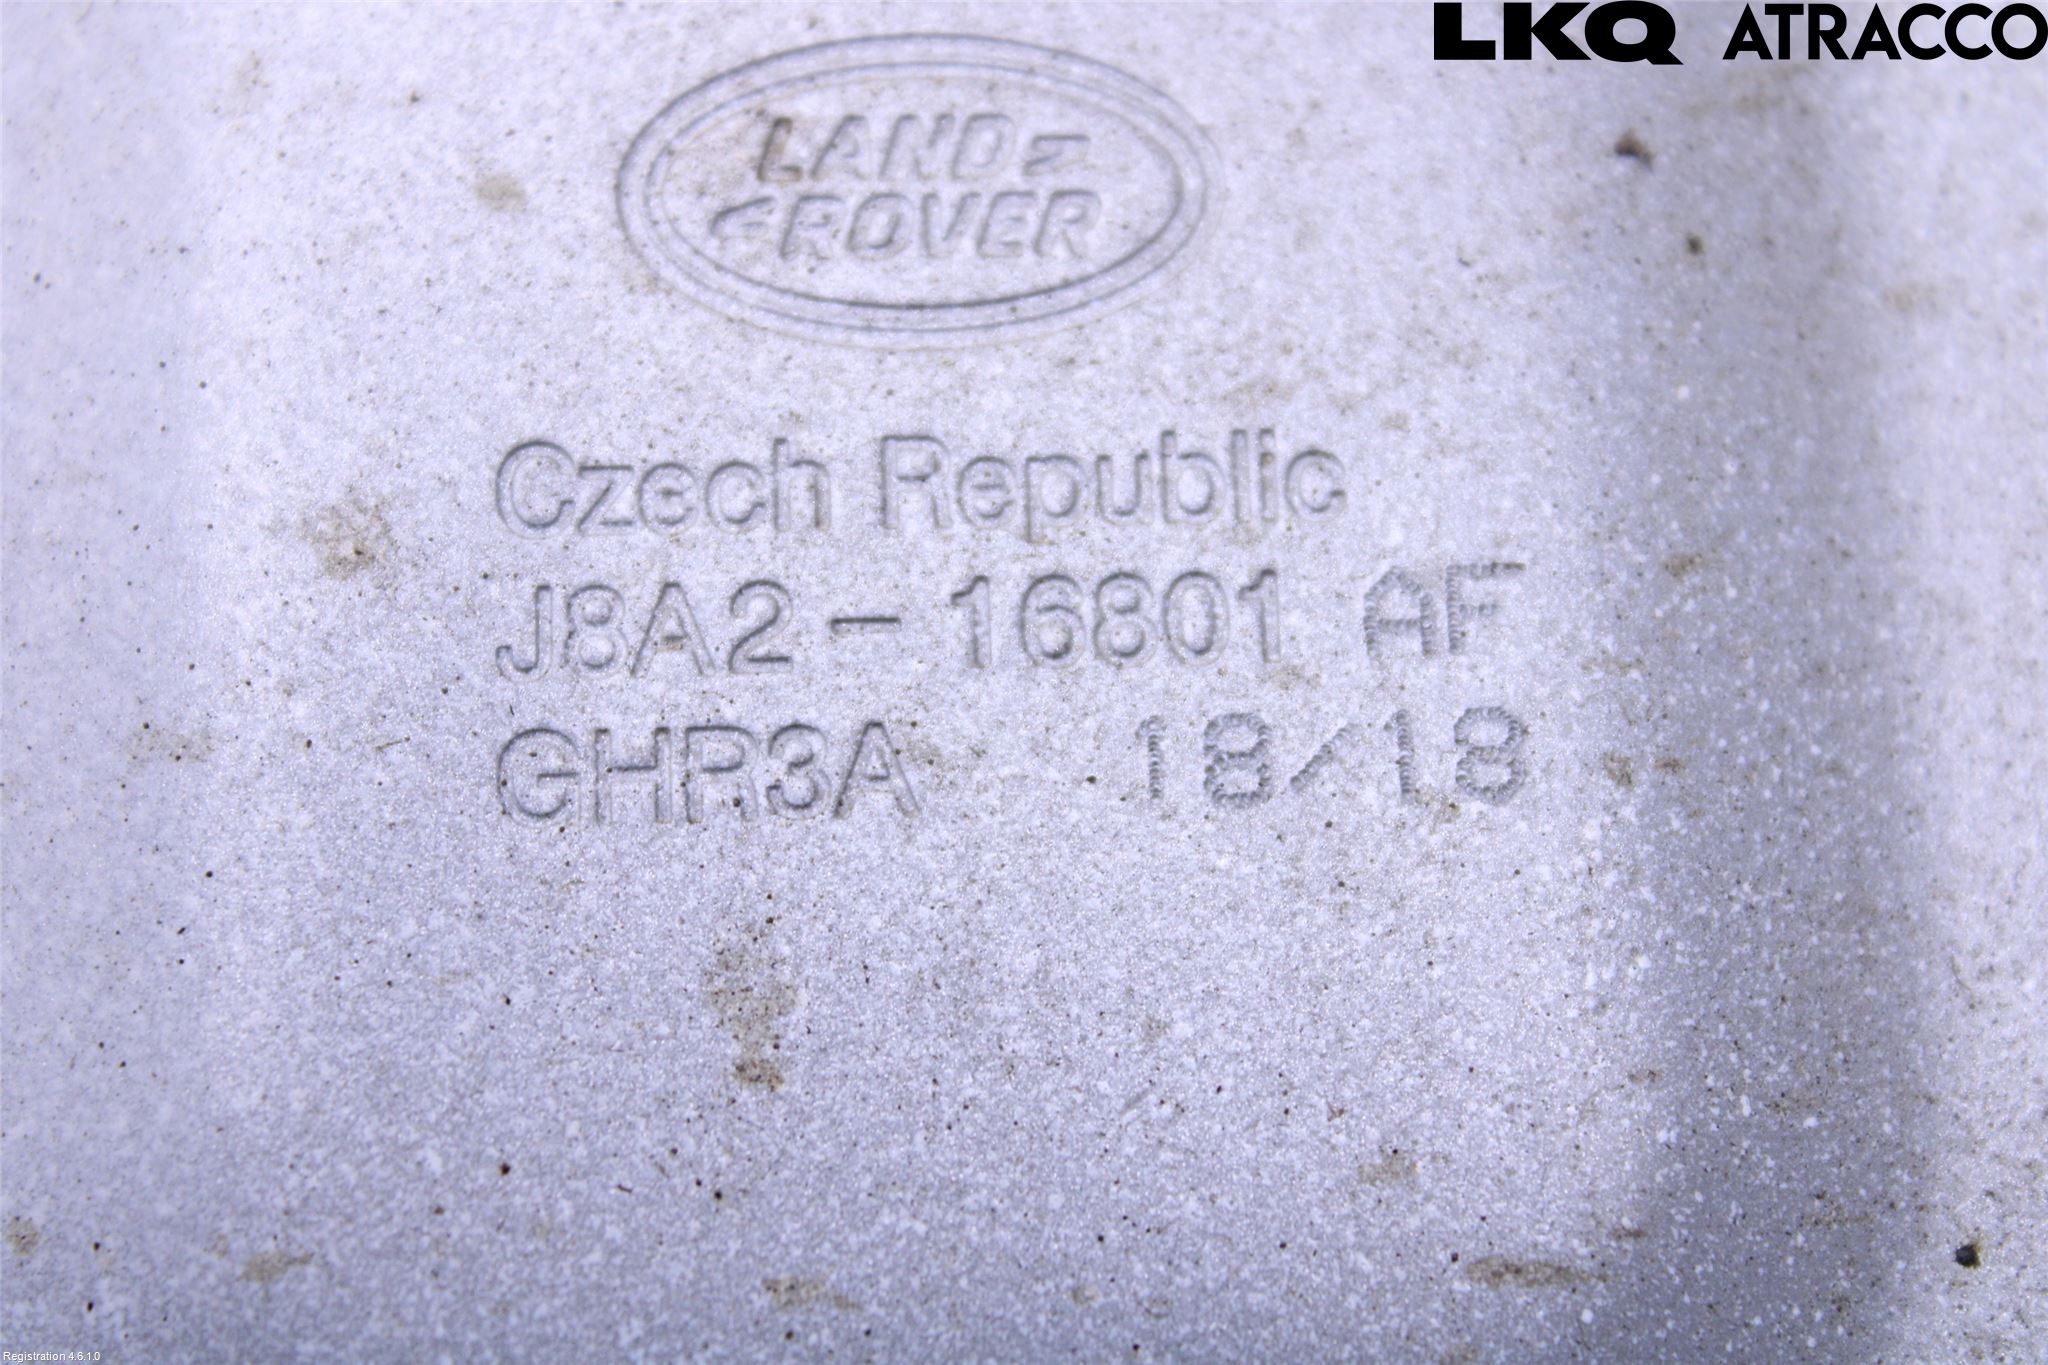 LKQ ATRACCO
LAND
ROVER
Czech Republic
J8A2-16801 AF
GHR3A 18/18
Registration 4.6.1.0